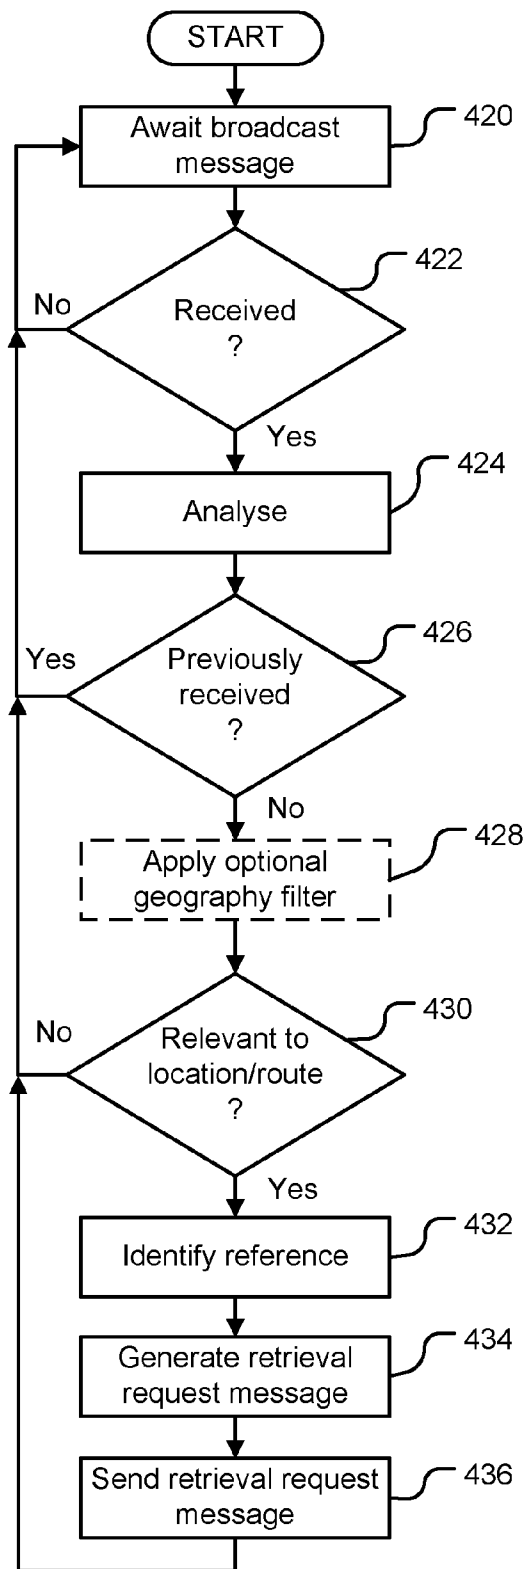 START
Await broadcast
message
420
422
No
Received
?
Yes
424
Analyse
426
Yes
Previously
received
?
No
428
Apply optional
geography filter
430
No
Relevant to
location/route
?
Yes
432
Identify reference
434
Generate retrieval
request message
436
Send retrieval request
message